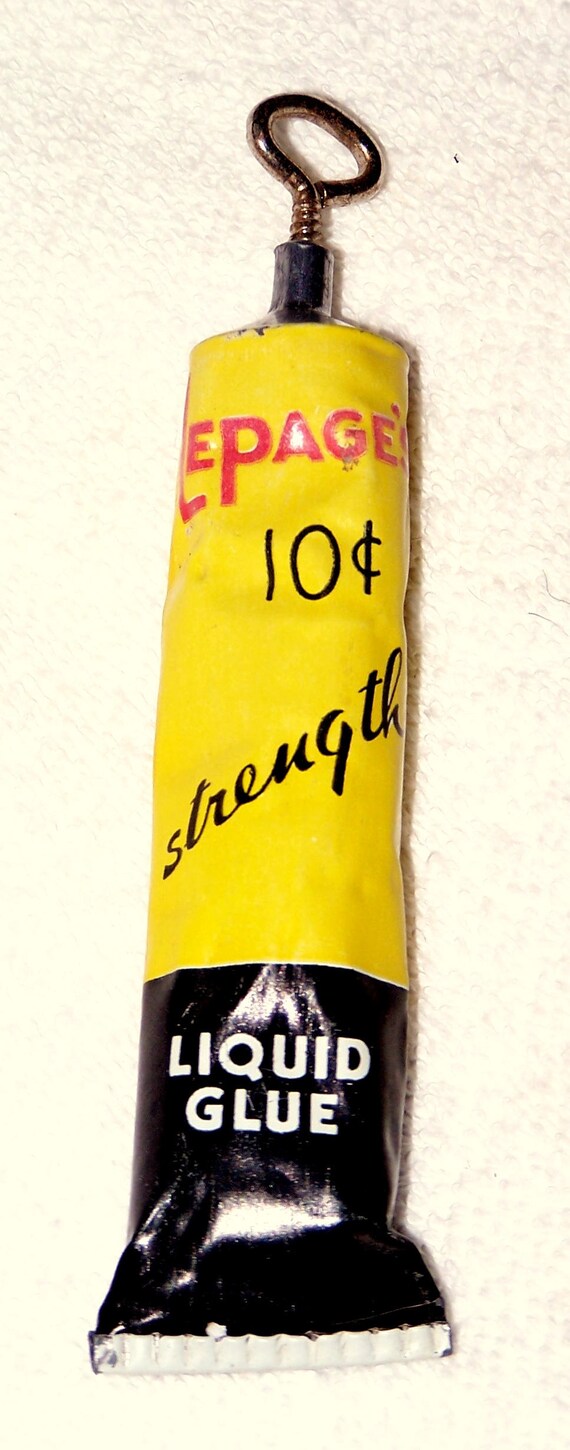 LEPAGE'S
10¢
strength
LIQUID
GLUE